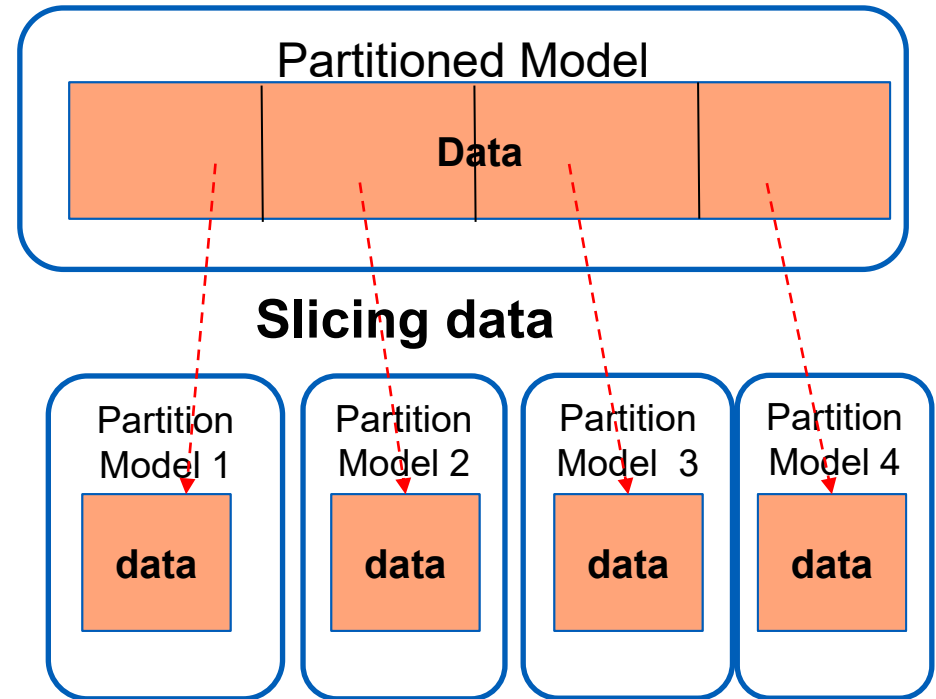 Partitioned Model
Data
Slicing data
Partition
Model 1
data
Partition
Model 2
data
Partition
Model  3
data
Partition
Model 4
data